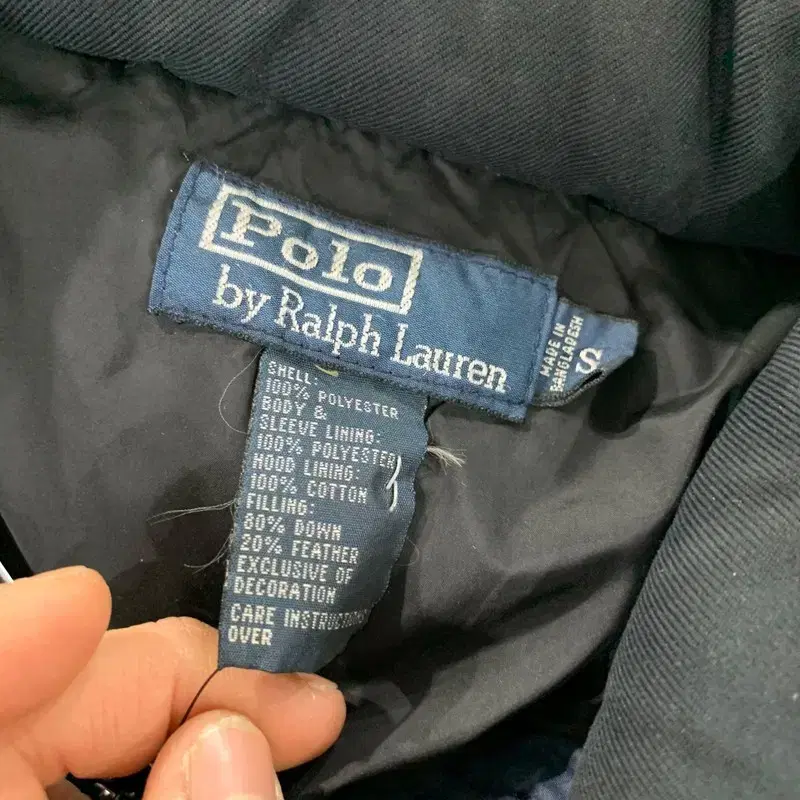 Polo
by Ralph Lauren
MADE IN
BANGLADESH
S
SHELL:
100% POLYESTER
BODY &
SLEEVE LINING:
100% POLYESTER
HOOD LINING:
100% COTTON
FILLING:
80% DOWN
20% FEATHER
EXCLUSIVE OF
DECORATION
CARE
OVER